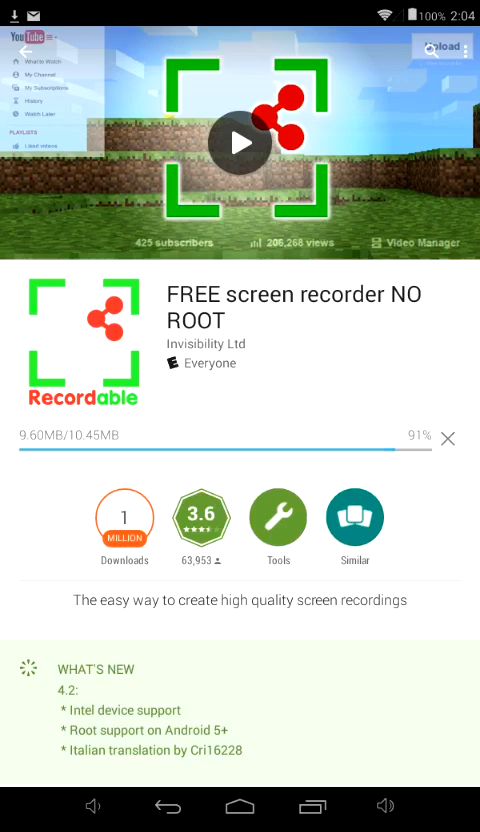 100% 2:04
YouTube
Upload
What to Watch
My Channel
My Subscriptions
History
Watch Later
PLAYLISTS
Liked videos
425 subscribers 206,268 views Video Manager
FREE screen recorder NO
ROOT
Invisibility Ltd
E Everyone
Recordable
9.60MB/10.45MB 91%
1
MILLION
3.6
Downloads 63,953 Tools Similar
The easy way to create high quality screen recordings
WHAT'S NEW
4.2:
* Intel device support
* Root support on Android 5+
* Italian translation by Cri16228